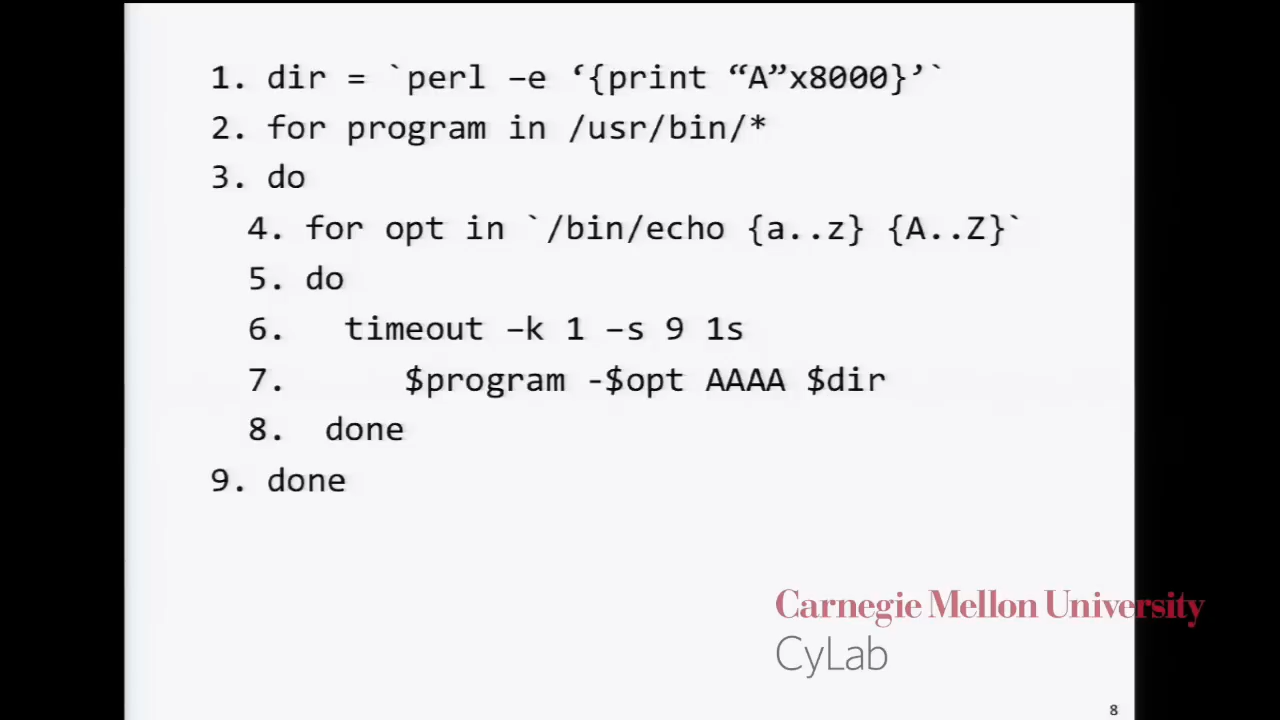 1. dir = `perl –e ‘{print “A”x8000}’`
2. for program in /usr/bin/*
3. do
4. for opt in `/bin/echo {a..z} {A..Z}`
5. do
6. timeout –k 1 –s 9 1s
7. $program -$opt AAAA $dir
8. done
9. done
Carnegie Mellon University
CyLab
8